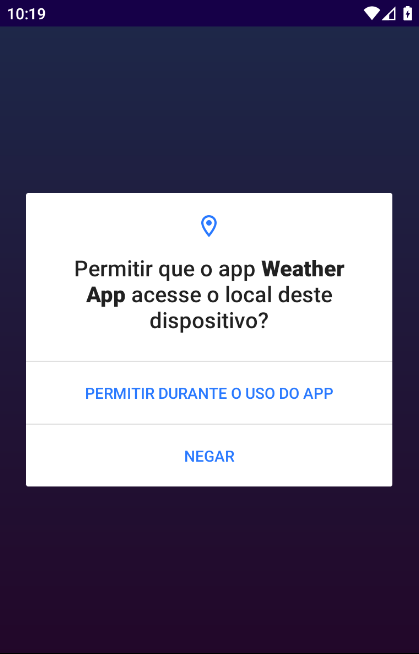 10:19
Permitir que o app Weather
App acesse o local deste
dispositivo?
PERMITIR DURANTE O USO DO APP
NEGAR